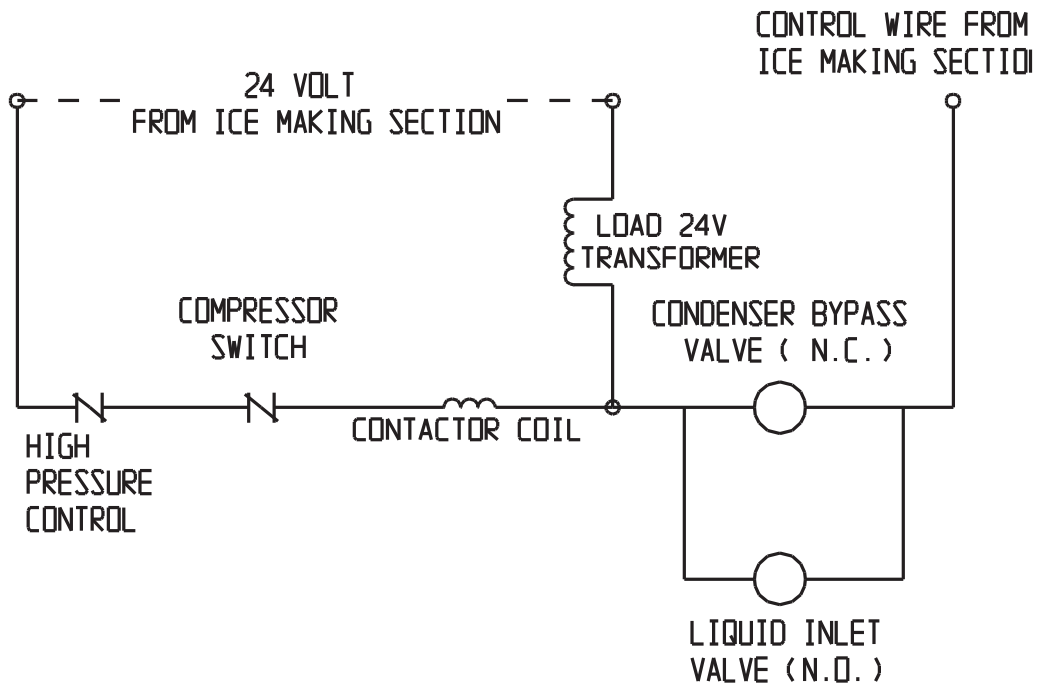 CONTROL WIRE FROM
ICE MAKING SECTION
24 VOLT
FROM ICE MAKING SECTION
LOAD 24V
TRANSFORMER
COMPRESSOR
SWITCH
CONDENSER BYPASS
VALVE ( N.C. )
CONTACTOR COIL
HIGH
PRESSURE
CONTROL
LIQUID INLET
VALVE (N.O.)